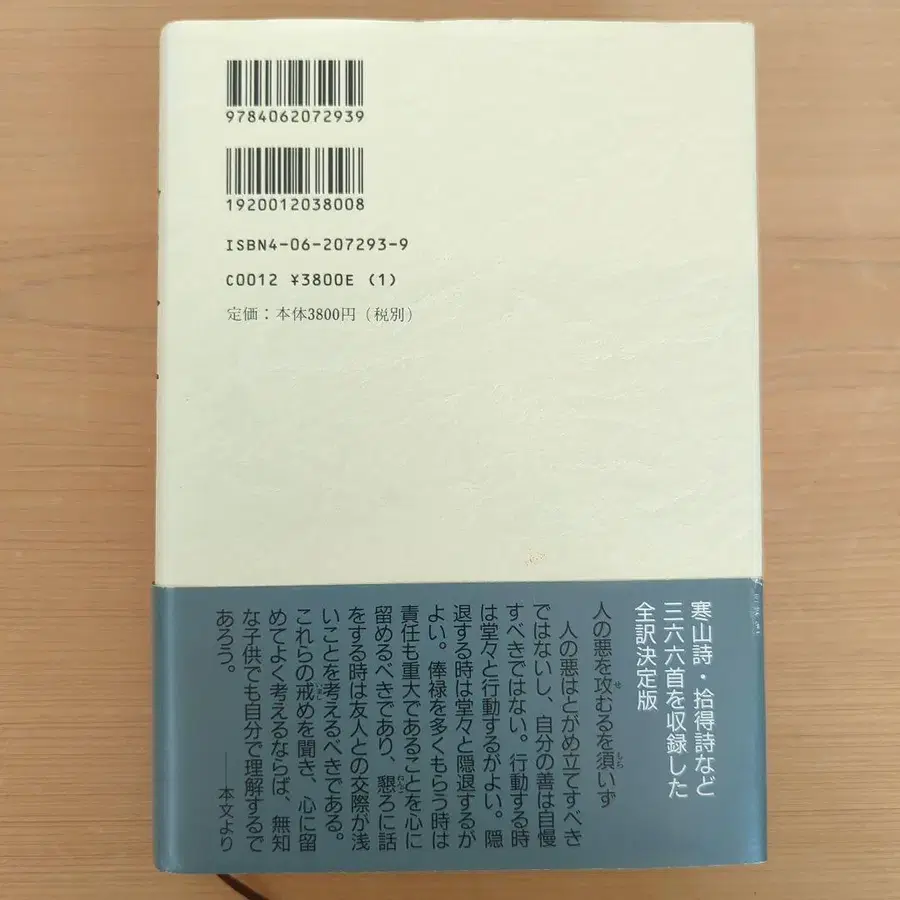 9784062072939
1920012038008
ISBN4-06-207293-9
C0012 ¥3800E (1)
定価：本体3800円（税別）
寒山詩・拾得詩など
三六六首を収録した
全訳決定版
人の悪を攻むるを須いず
人の悪はとがめ立てすべき
ではないし、自分の善は自慢
すべきではない。行動する時
は堂々と行動するがよい。隠
退する時は堂々と隠退するが
よい。俸禄を多くもらう時は
責任も重大であることを心に
留めるべきであり、懇ろに話
をする時は友人との交際が浅
いことを考えるべきである。
これらの戒めを聞き、心に留
めてよく考えるならば、無知
な子供でも自分で理解するで
あろう。
──本文より